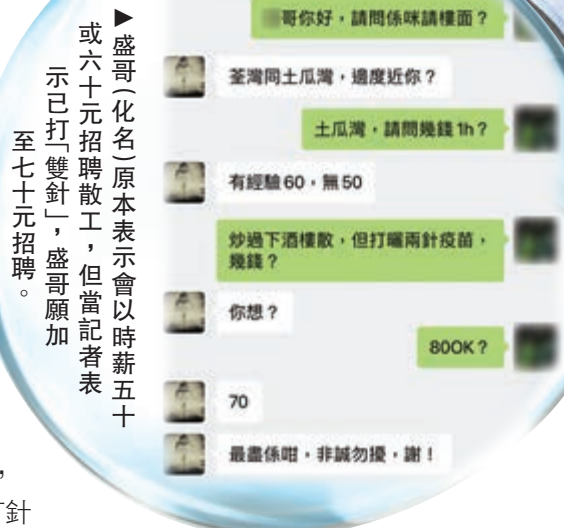 哥你好，請問係咪請樓面？
荃灣同土瓜灣，邊度近你？
土瓜灣，請問幾錢1h？
有經驗60，無50
炒過下酒樓散，但打曬兩針疫苗，
幾錢？
你想？
80OK？
70
最盡係咁，非誠勿擾，謝！
▶盛哥(化名)原本表示會以時薪五十
或六十元招聘散工，但當記者表
示已打「雙針」，盛哥願加
至七十元招聘。
，
針